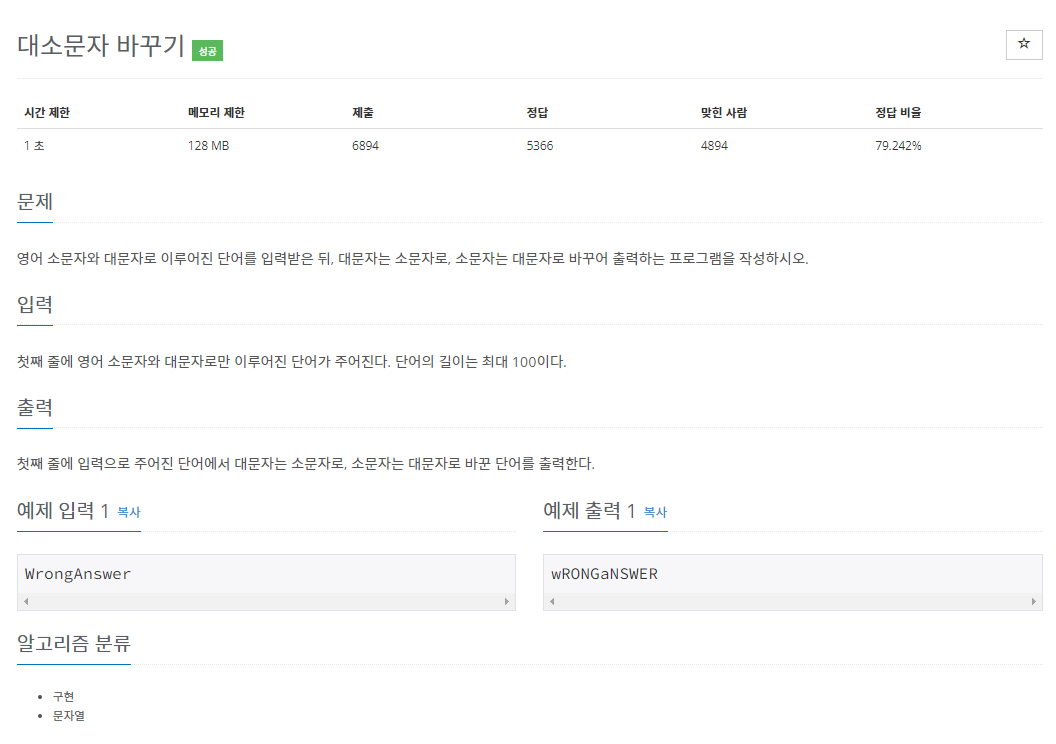 대소문자 바꾸기 성공
☆
시간 제한 메모리 제한 제출 정답 맞힌 사람 정답 비율
1 초 128 MB 6894 5366 4894 79.242%
문제
영어 소문자와 대문자로 이루어진 단어를 입력받은 뒤, 대문자는 소문자로, 소문자는 대문자로 바꾸어 출력하는 프로그램을 작성하시오.
입력
첫째 줄에 영어 소문자와 대문자로만 이루어진 단어가 주어진다. 단어의 길이는 최대 100이다.
출력
첫째 줄에 입력으로 주어진 단어에서 대문자는 소문자로, 소문자는 대문자로 바꾼 단어를 출력한다.
예제 입력 1 복사
WrongAnswer
예제 출력 1 복사
wRONGaNSWER
알고리즘 분류
• 구현
• 문자열